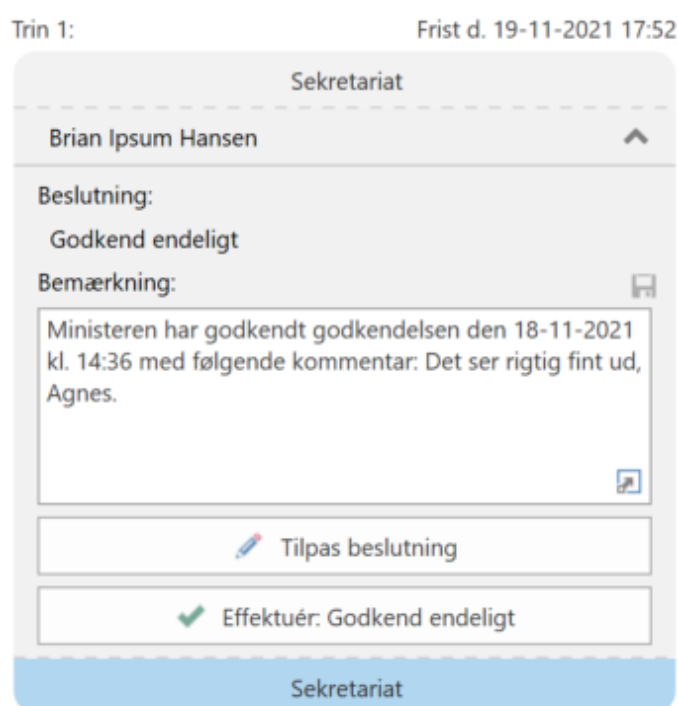 Trin 1: Frist d. 19-11-2021 17:52
Sekretariat
Brian Ipsum Hansen
Beslutning:
Godkend endeligt
Bemærkning:
Ministeren har godkendt godkendelsen den 18-11-2021
kl. 14:36 med følgende kommentar: Det ser rigtig fint ud,
Agnes.
Tilpas beslutning
Effektuér: Godkend endeligt
Sekretariat